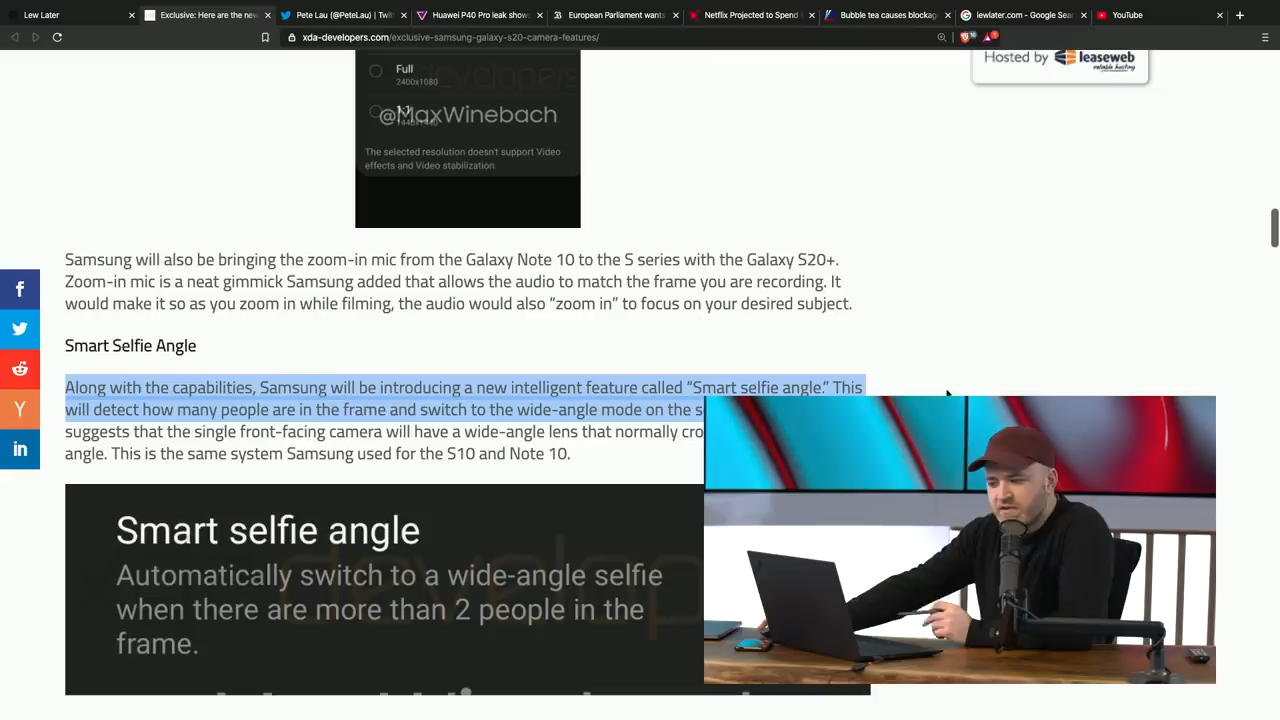 Lew Later
Exclusive: Here are the new
Pete Lau (@PeteLau) | Twit
Huawei P40 Pro leak show
European Parliament wants
Netflix Projected to Spend
Bubble tea causes blockag
lewlater.com - Google Sea
YouTube
xda-developers.com/exclusive-samsung-galaxy-s20-camera-features/
Hosted by leaseweb
reliable hosting
Full
2400x1080
1:1
@MaxWinebach
The selected resolution doesn't support Video
effects and Video stabilization.
Samsung will also be bringing the zoom-in mic from the Galaxy Note 10 to the S series with the Galaxy S20+.
Zoom-in mic is a neat gimmick Samsung added that allows the audio to match the frame you are recording. It
would make it so as you zoom in while filming, the audio would also “zoom in” to focus on your desired subject.
Smart Selfie Angle
Along with the capabilities, Samsung will be introducing a new intelligent feature called “Smart selfie angle.” This
will detect how many people are in the frame and switch to the wide-angle mode on the s
suggests that the single front-facing camera will have a wide-angle lens that normally cro
angle. This is the same system Samsung used for the S10 and Note 10.
Smart selfie angle
Automatically switch to a wide-angle selfie
when there are more than 2 people in the
frame.